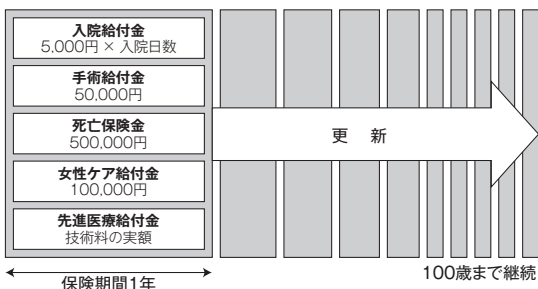 入院給付金
5,000円 × 入院日数
手術給付金
50,000円
死亡保険金
500,000円
女性ケア給付金
100,000円
先進医療給付金
技術料の実額
更 新
保険期間1年
100歳まで継続